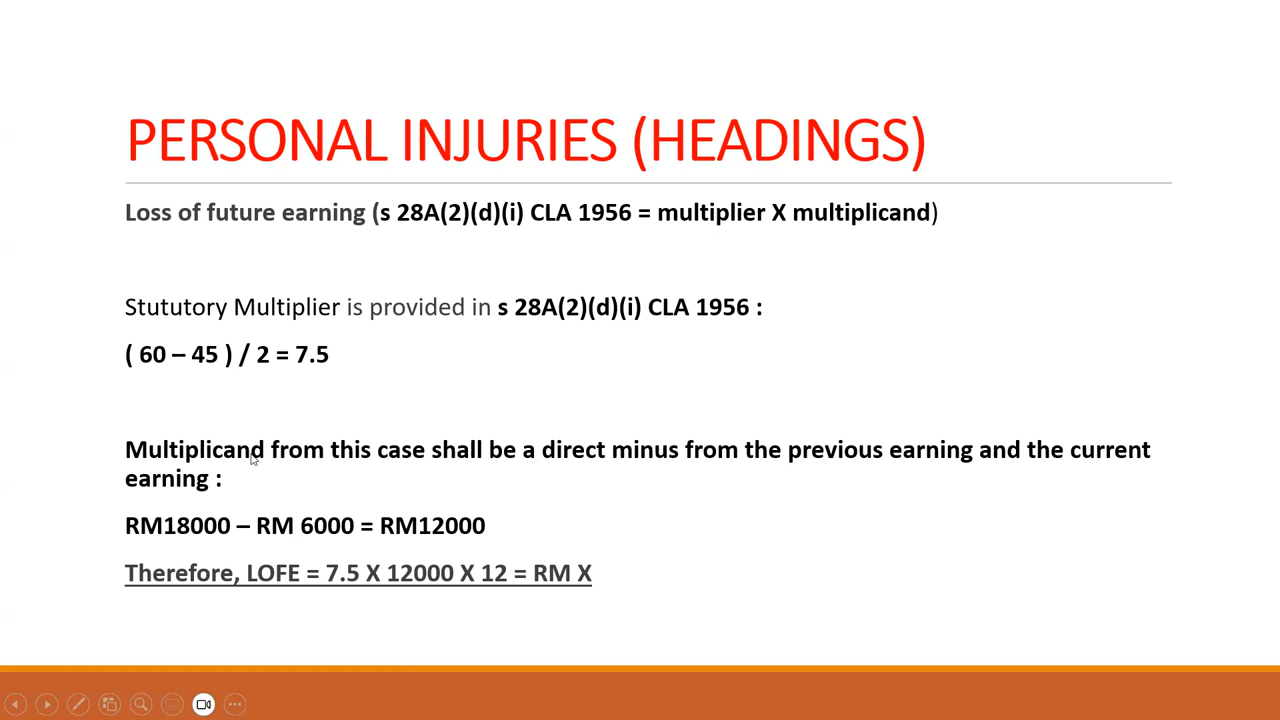 PERSONAL INJURIES (HEADINGS)
Loss of future earning (s 28A(2)(d)(i) CLA 1956 = multiplier X multiplicand)
Stututory Multiplier is provided in s 28A(2)(d)(i) CLA 1956 :
( 60 – 45 ) / 2 = 7.5
Multiplicand from this case shall be a direct minus from the previous earning and the current
earning :
RM18000 – RM 6000 = RM12000
Therefore, LOFE = 7.5 X 12000 X 12 = RM X